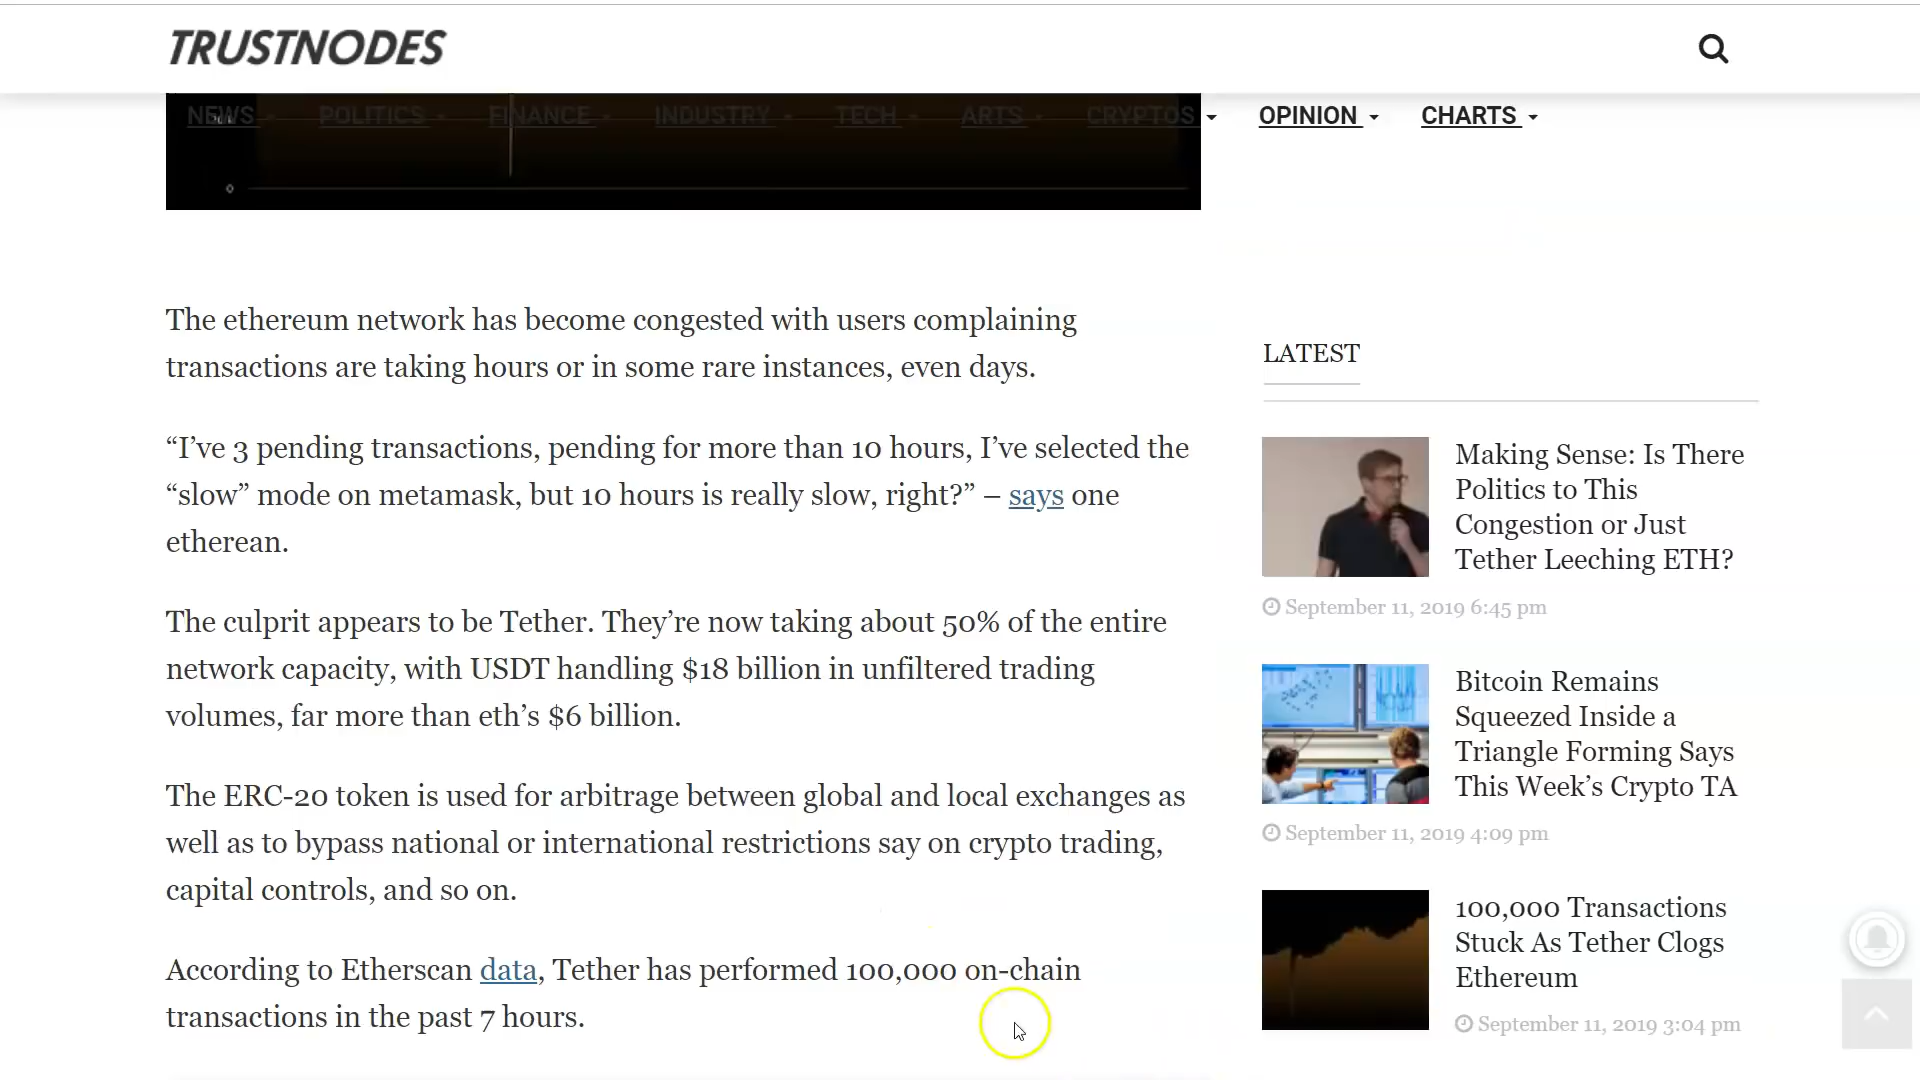 TRUSTNODES
NEWS POLITICS FINANCE INDUSTRY TECH ARTS CRYPTOS OPINION CHARTS
0
The ethereum network has become congested with users complaining
transactions are taking hours or in some rare instances, even days.
“I’ve 3 pending transactions, pending for more than 10 hours, I’ve selected the
“slow” mode on metamask, but 10 hours is really slow, right?” – says one
etherean.
The culprit appears to be Tether. They’re now taking about 50% of the entire
network capacity, with USDT handling $18 billion in unfiltered trading
volumes, far more than eth’s $6 billion.
The ERC-20 token is used for arbitrage between global and local exchanges as
well as to bypass national or international restrictions say on crypto trading,
capital controls, and so on.
According to Etherscan data, Tether has performed 100,000 on-chain
transactions in the past 7 hours.
LATEST
Making Sense: Is There
Politics to This
Congestion or Just
Tether Leeching ETH?
September 11, 2019 6:45 pm
Bitcoin Remains
Squeezed Inside a
Triangle Forming Says
This Week’s Crypto TA
September 11, 2019 4:09 pm
100,000 Transactions
Stuck As Tether Clogs
Ethereum
September 11, 2019 3:04 pm